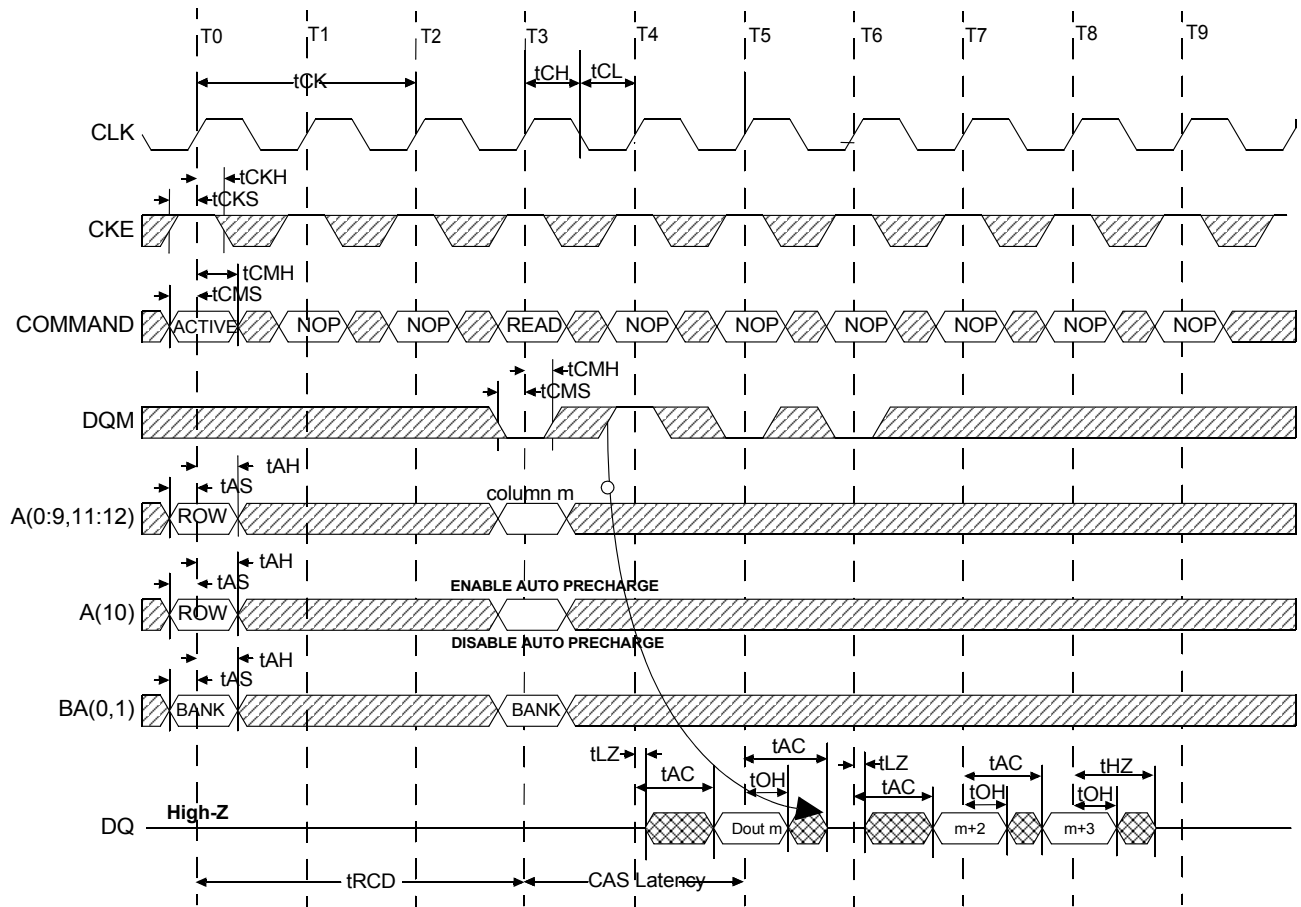 T0 T1 T2 T3 T4 T5 T6 T7 T8 T9
tCK tCH tCL
CLK
tCKH
tCKS
CKE
tCMH
tCMS
COMMAND ACTIVE NOP NOP READ NOP NOP NOP NOP NOP NOP
tCMH
tCMS
DQM
tAH
tAS column m
A(0:9,11:12) ROW
tAH
tAS ENABLE AUTO PRECHARGE
A(10) ROW
DISABLE AUTO PRECHARGE
tAH
tAS
BA(0,1) BANK BANK
tLZ tAC tLZ tAC tHZ
tAC tOH tAC tOH tOH
High-Z
DQ Dout m m+2 m+3
tRCD CAS Latency